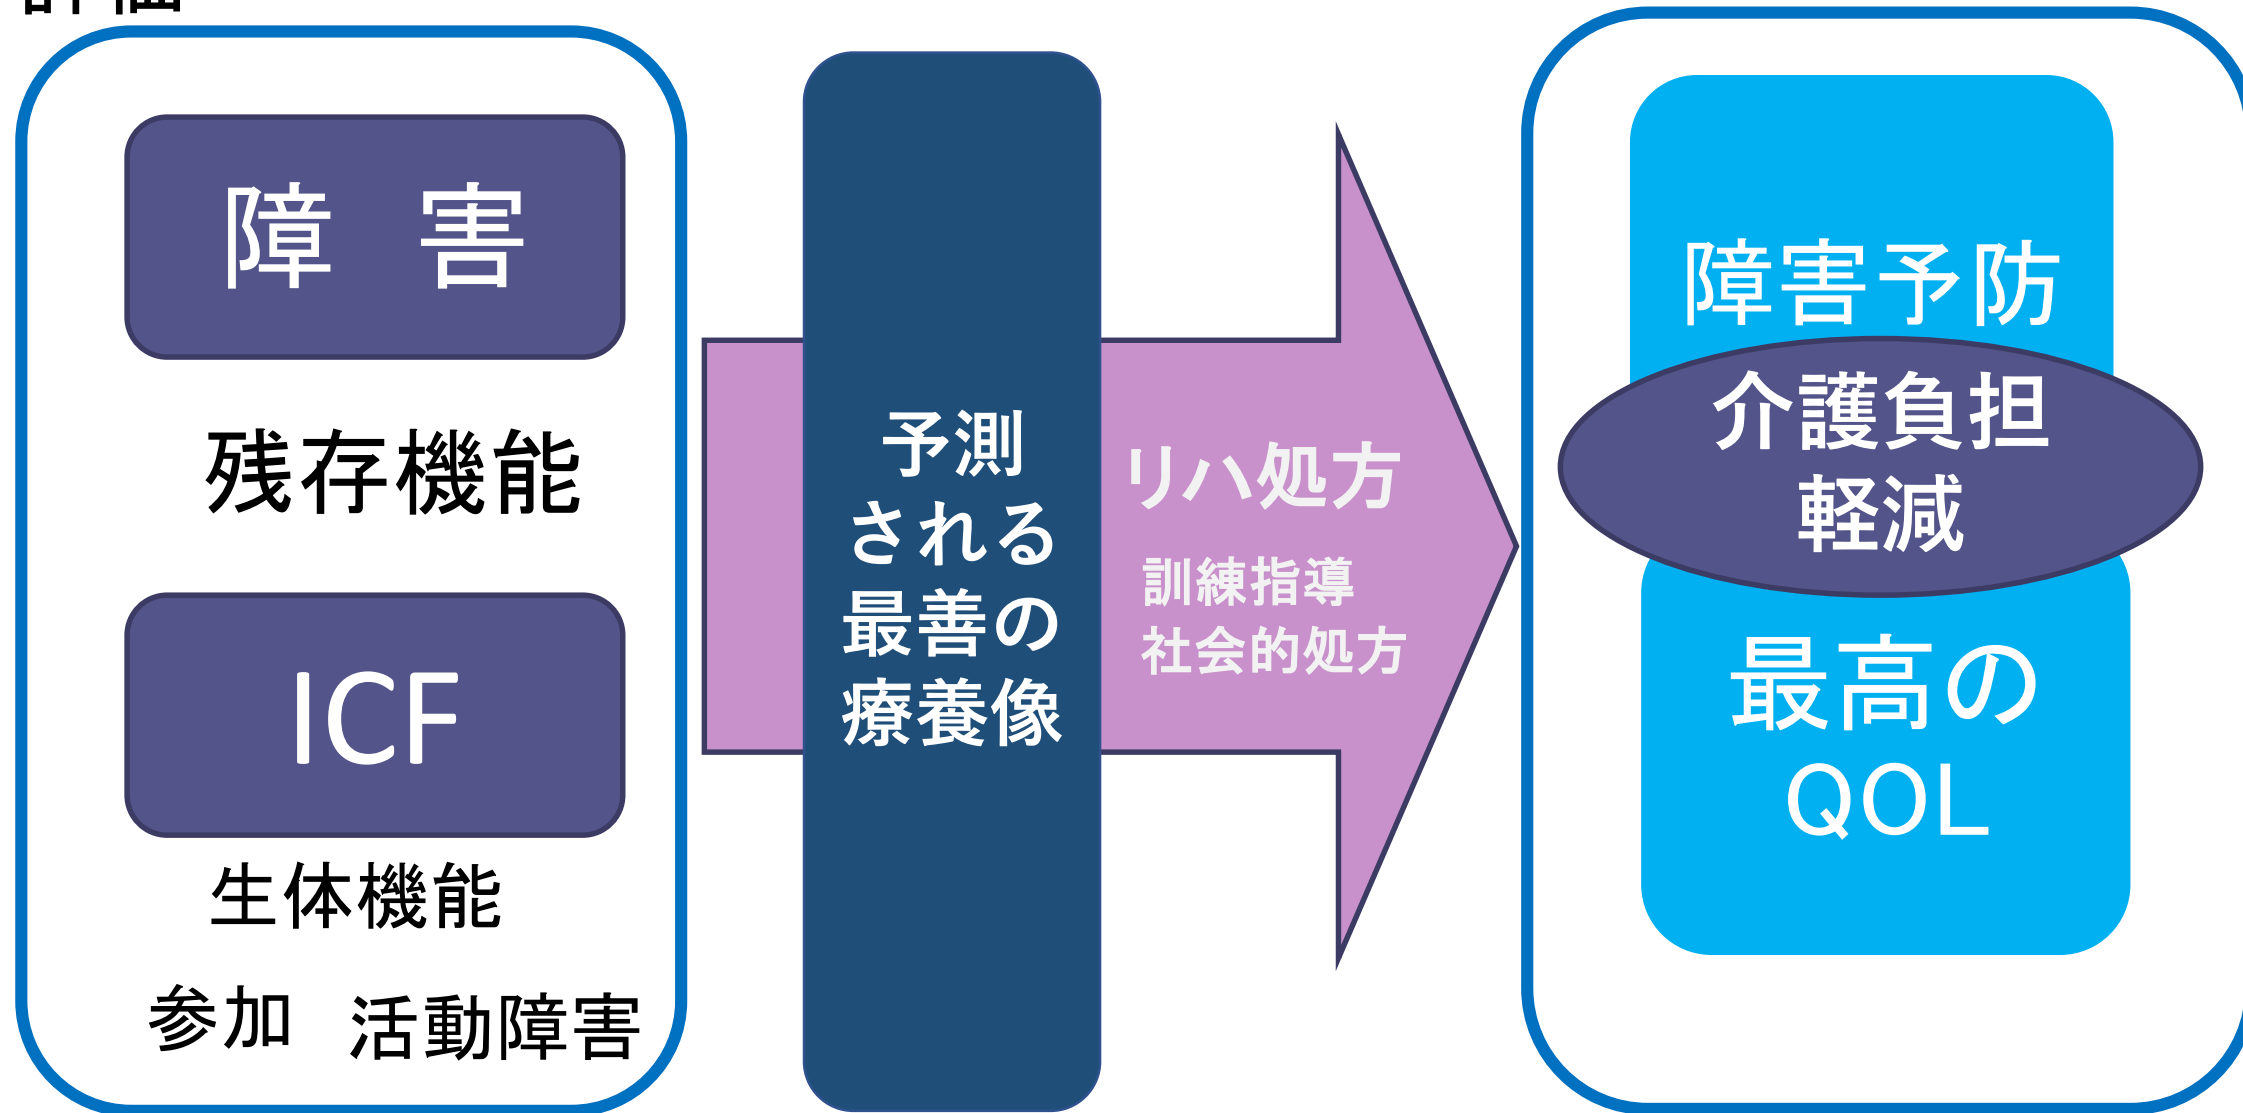 評価
障 害
残存機能
ICF
生体機能
参加 活動障害
予測
される
最善の
療養像
リハ処方
訓練指導
社会的処方
障害予防
介護負担
軽減
最高の
QOL